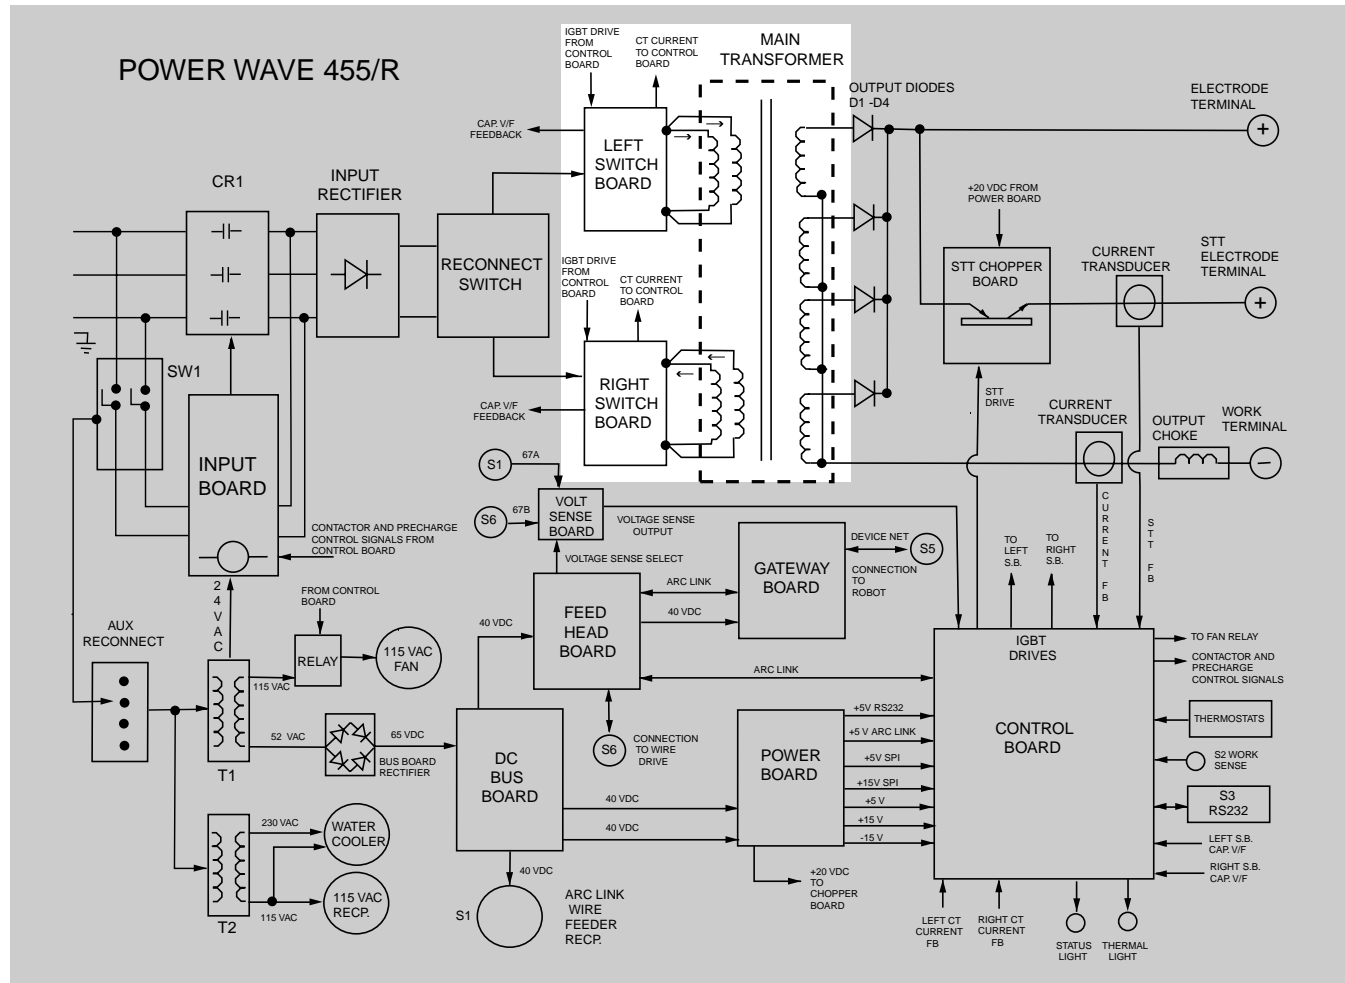 POWER WAVE 455/R
IGBT DRIVE
FROM
CONTROL
BOARD
CT CURRENT
TO CONTROL
BOARD
MAIN
TRANSFORMER
OUTPUT DIODES
D1 -D4
ELECTRODE
TERMINAL
+
CAP. V/F
FEEDBACK
LEFT
SWITCH
BOARD
CR1
INPUT
RECTIFIER
+20 VDC FROM
POWER BOARD
RECONNECT
SWITCH
IGBT DRIVE
FROM
CONTROL
BOARD
CT CURRENT
TO CONTROL
BOARD
STT CHOPPER
BOARD
CURRENT
TRANSDUCER
STT
ELECTRODE
TERMINAL
+
SW1
RIGHT
SWITCH
BOARD
CAP. V/F
FEEDBACK
STT
DRIVE
CURRENT
TRANSDUCER
OUTPUT
CHOKE
WORK
TERMINAL
INPUT
BOARD
S1
67A
S6
67B
VOLT
SENSE
BOARD
VOLTAGE SENSE
OUTPUT
CONTACTOR AND PRECHARGE
CONTROL SIGNALS FROM
CONTROL BOARD
VOLTAGE SENSE SELECT
GATEWAY
BOARD
DEVICE NET
S5
CONNECTION
TO
ROBOT
TO
LEFT
S.B.
TO
RIGHT
S.B.
CURRENT FB
STT FB
24VAC
FROM CONTROL
BOARD
AUX
RECONNECT
RELAY
115 VAC
FAN
115 VAC
40 VDC
FEED
HEAD
BOARD
ARC LINK
40 VDC
ARC LINK
IGBT
DRIVES
TO FAN RELAY
CONTACTOR AND
PRECHARGE
CONTROL SIGNALS
52 VAC
65 VDC
BUS BOARD
RECTIFIER
T1
DC
BUS
BOARD
S6
CONNECTION
TO WIRE
DRIVE
POWER
BOARD
+5V RS232
+5 V ARC LINK
+5V SPI
+15V SPI
+5 V
+15 V
-15 V
CONTROL
BOARD
THERMOSTATS
S2 WORK
SENSE
S3
RS232
LEFT S.B.
CAP. V/F
RIGHT S.B.
CAP. V/F
40 VDC
40 VDC
230 VAC
WATER
COOLER
115 VAC
115 VAC
RECP.
T2
40 VDC
S1
ARC LINK
WIRE
FEEDER
RECP.
+20 VDC
TO
CHOPPER
BOARD
LEFT CT
CURRENT
FB
RIGHT CT
CURRENT
FB
STATUS
LIGHT
THERMAL
LIGHT